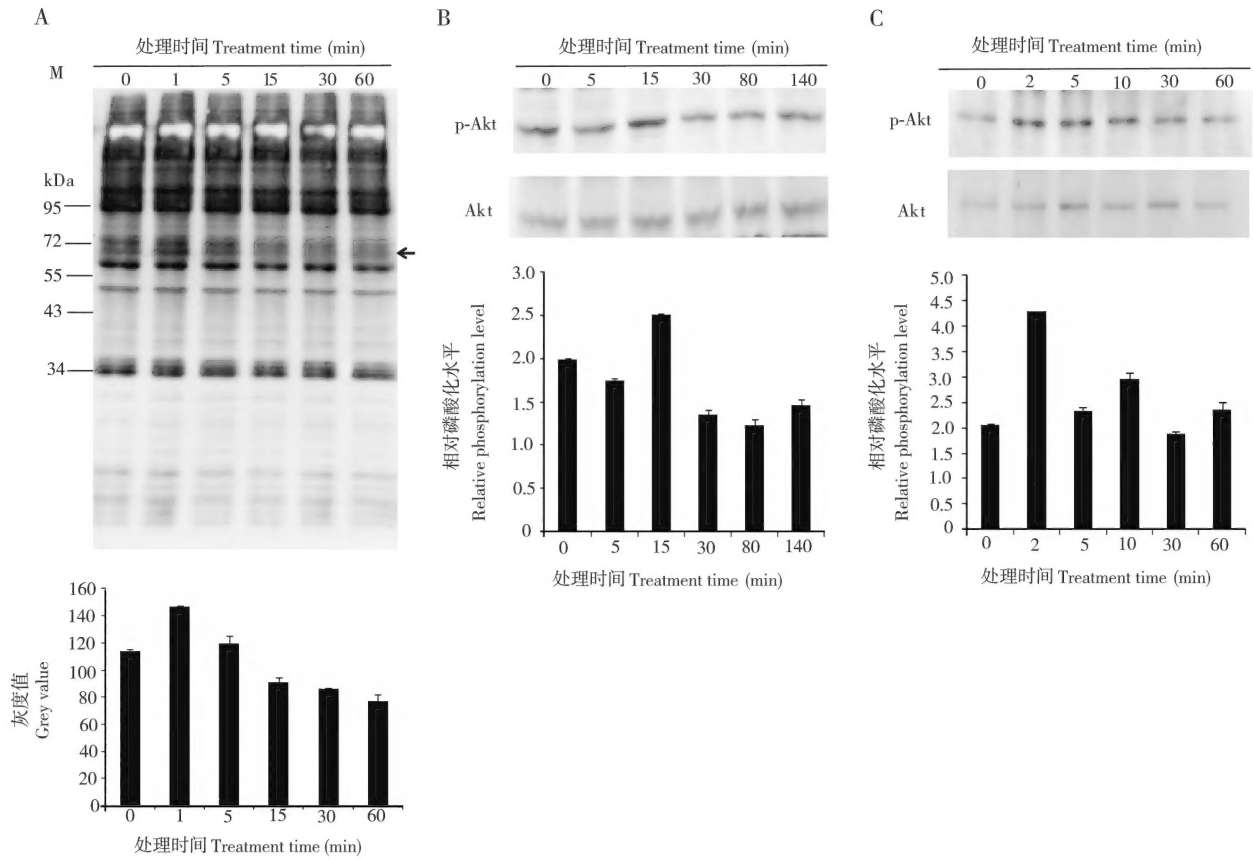 A
处理时间 Treatment time (min)
M 0 1 5 15 30 60
kDa
95
72
55
43
34
160
140
120
100
80
60
40
20
0
灰度值
Grey value
0 1 5 15 30 60
处理时间 Treatment time (min)
B
处理时间 Treatment time (min)
0 5 15 30 80 140
p-Akt
Akt
3.0
2.5
2.0
1.5
1.0
0.5
0
相对磷酸化水平
Relative phosphorylation level
0 5 15 30 80 140
处理时间 Treatment time (min)
C
处理时间 Treatment time (min)
0 2 5 10 30 60
p-Akt
Akt
5.0
4.5
4.0
3.5
3.0
2.5
2.0
1.5
1.0
0.5
0
相对磷酸化水平
Relative phosphorylation level
0 2 5 10 30 60
处理时间 Treatment time (min)